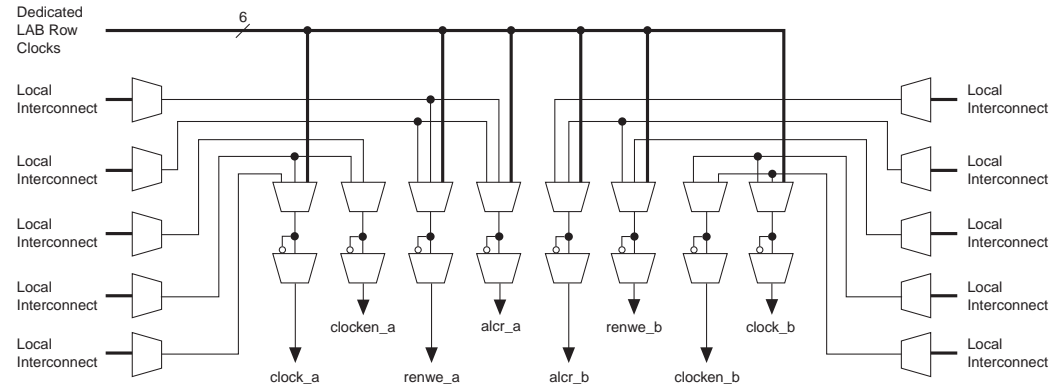 Dedicated
LAB Row
Clocks
6
Local
Interconnect
Local
Interconnect
Local
Interconnect
Local
Interconnect
Local
Interconnect
Local
Interconnect
Local
Interconnect
Local
Interconnect
Local
Interconnect
Local
Interconnect
clocken_a
alcr_a
renwe_b
clock_b
clock_a
renwe_a
alcr_b
clocken_b